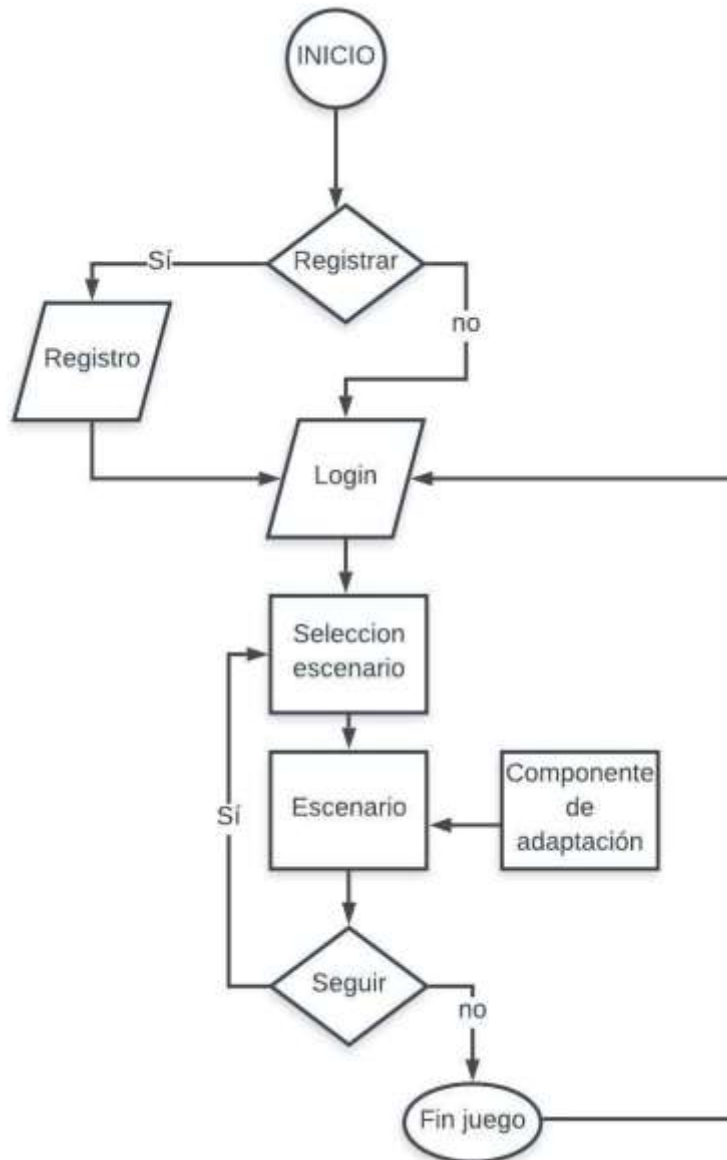 INICIO
Registrar
Sí
no
Registro
Login
Seleccion
escenario
Escenario
Componente
de
adaptación
Sí
Seguir
no
Fin juego